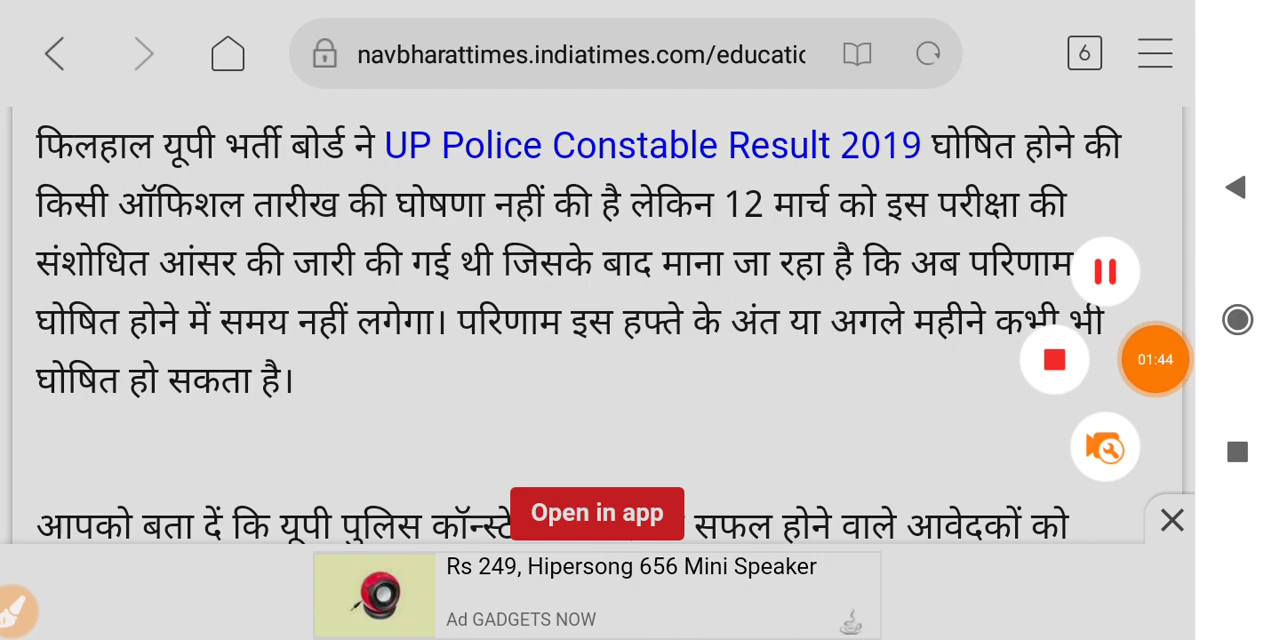 navbharattimes.indiatimes.com/educatic
6
फिलहाल यूपी भर्ती बोर्ड ने UP Police Constable Result 2019 घोषित होने की
किसी ऑफिशल तारीख की घोषणा नहीं की है लेकिन 12 मार्च को इस परीक्षा की
संशोधित आंसर की जारी की गई थी जिसके बाद माना जा रहा है कि अब परिणाम
घोषित होने में समय नहीं लगेगा। परिणाम इस हफ्ते के अंत या अगले महीने कभी भी
घोषित हो सकता है।
01:44
आपको बता दें कि यूपी पुलिस सफल होने वाले आवेदकों को
Open in app
Rs 249, Hipersong 656 Mini Speaker
Ad GADGETS NOW